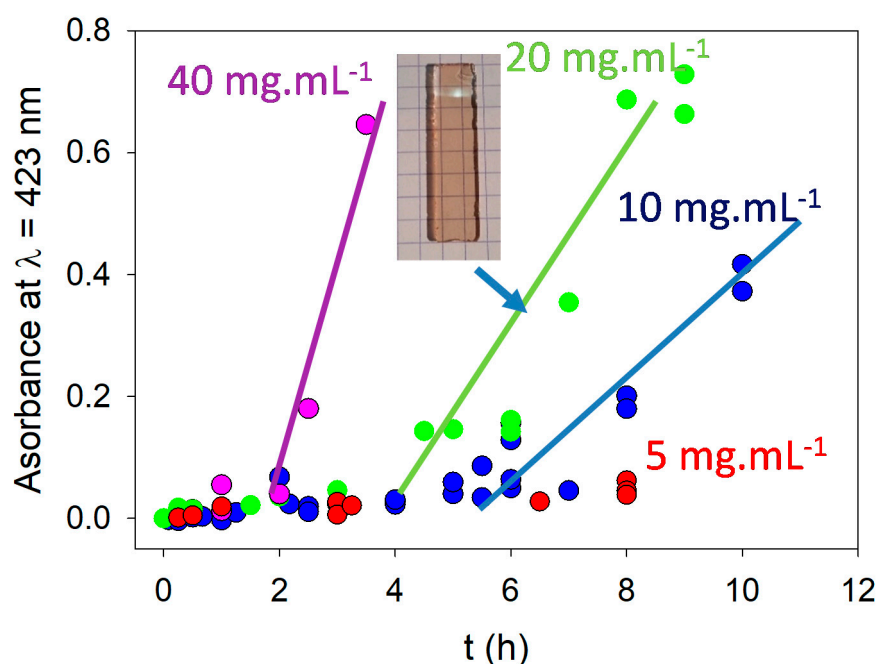 0.8
20 mg.mL-1
40 mg.mL-1
0.6
10 mg.mL-1
0.4
0.2
5 mg.mL-1
0.0
0 2 4 6 8 10 12
t (h)
Asorbance at λ = 423 nm